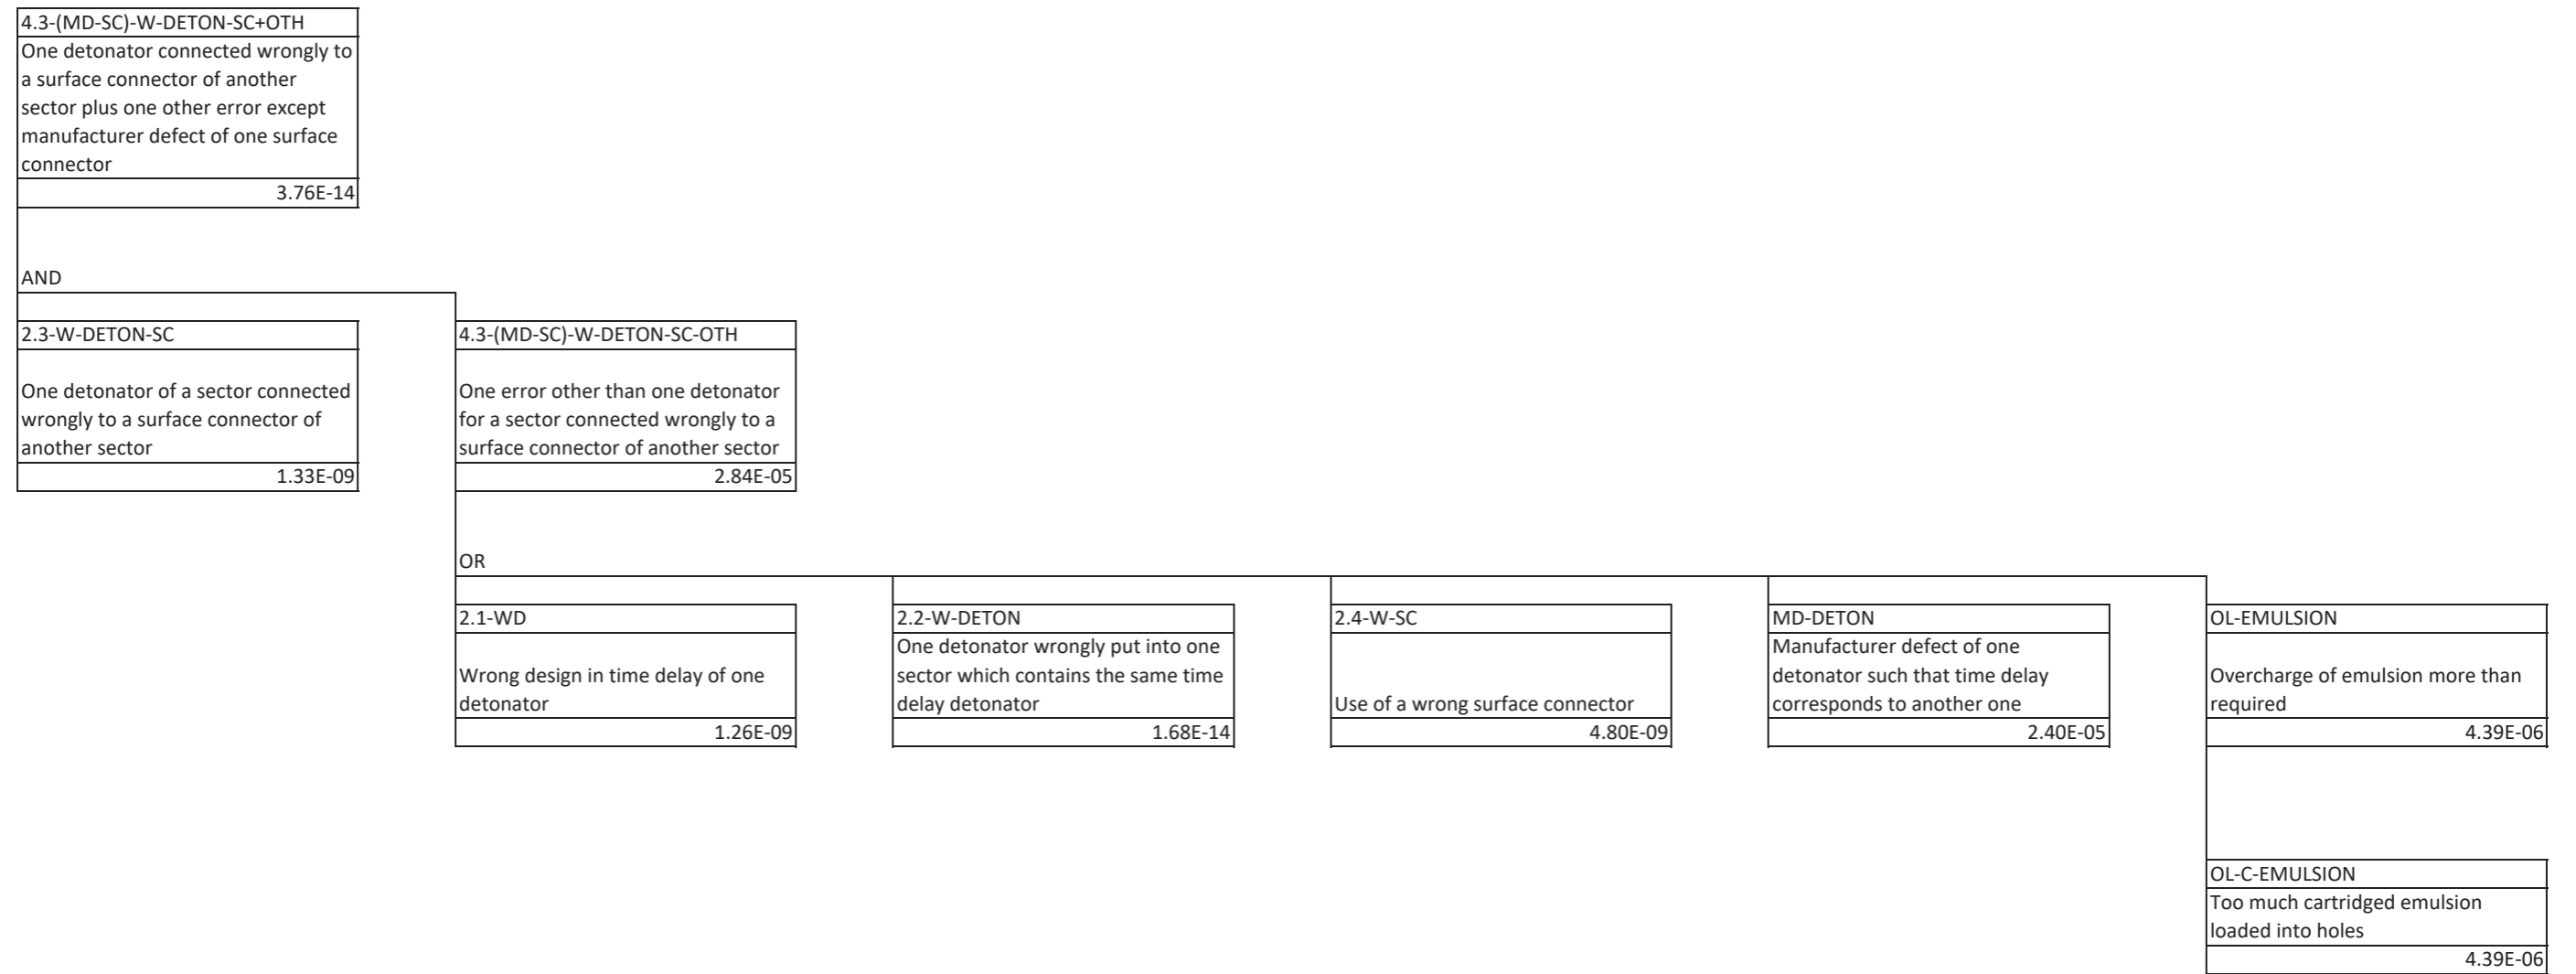 4.3-(MD-SC)-W-DETON-SC+OTH
One detonator connected wrongly to
a surface connector of another
sector plus one other error except
manufacturer defect of one surface
connector
3.76E-14
AND
2.3-W-DETON-SC
One detonator of a sector connected
wrongly to a surface connector of
another sector
1.33E-09
4.3-(MD-SC)-W-DETON-SC-OTH
One error other than one detonator
for a sector connected wrongly to a
surface connector of another sector
2.84E-05
OR
2.1-WD
Wrong design in time delay of one
detonator
1.26E-09
2.2-W-DETON
One detonator wrongly put into one
sector which contains the same time
delay detonator
1.68E-14
2.4-W-SC
Use of a wrong surface connector
4.80E-09
MD-DETON
Manufacturer defect of one
detonator such that time delay
corresponds to another one
2.40E-05
OL-EMULSION
Overcharge of emulsion more than
required
4.39E-06
OL-C-EMULSION
Too much cartridged emulsion
loaded into holes
4.39E-06